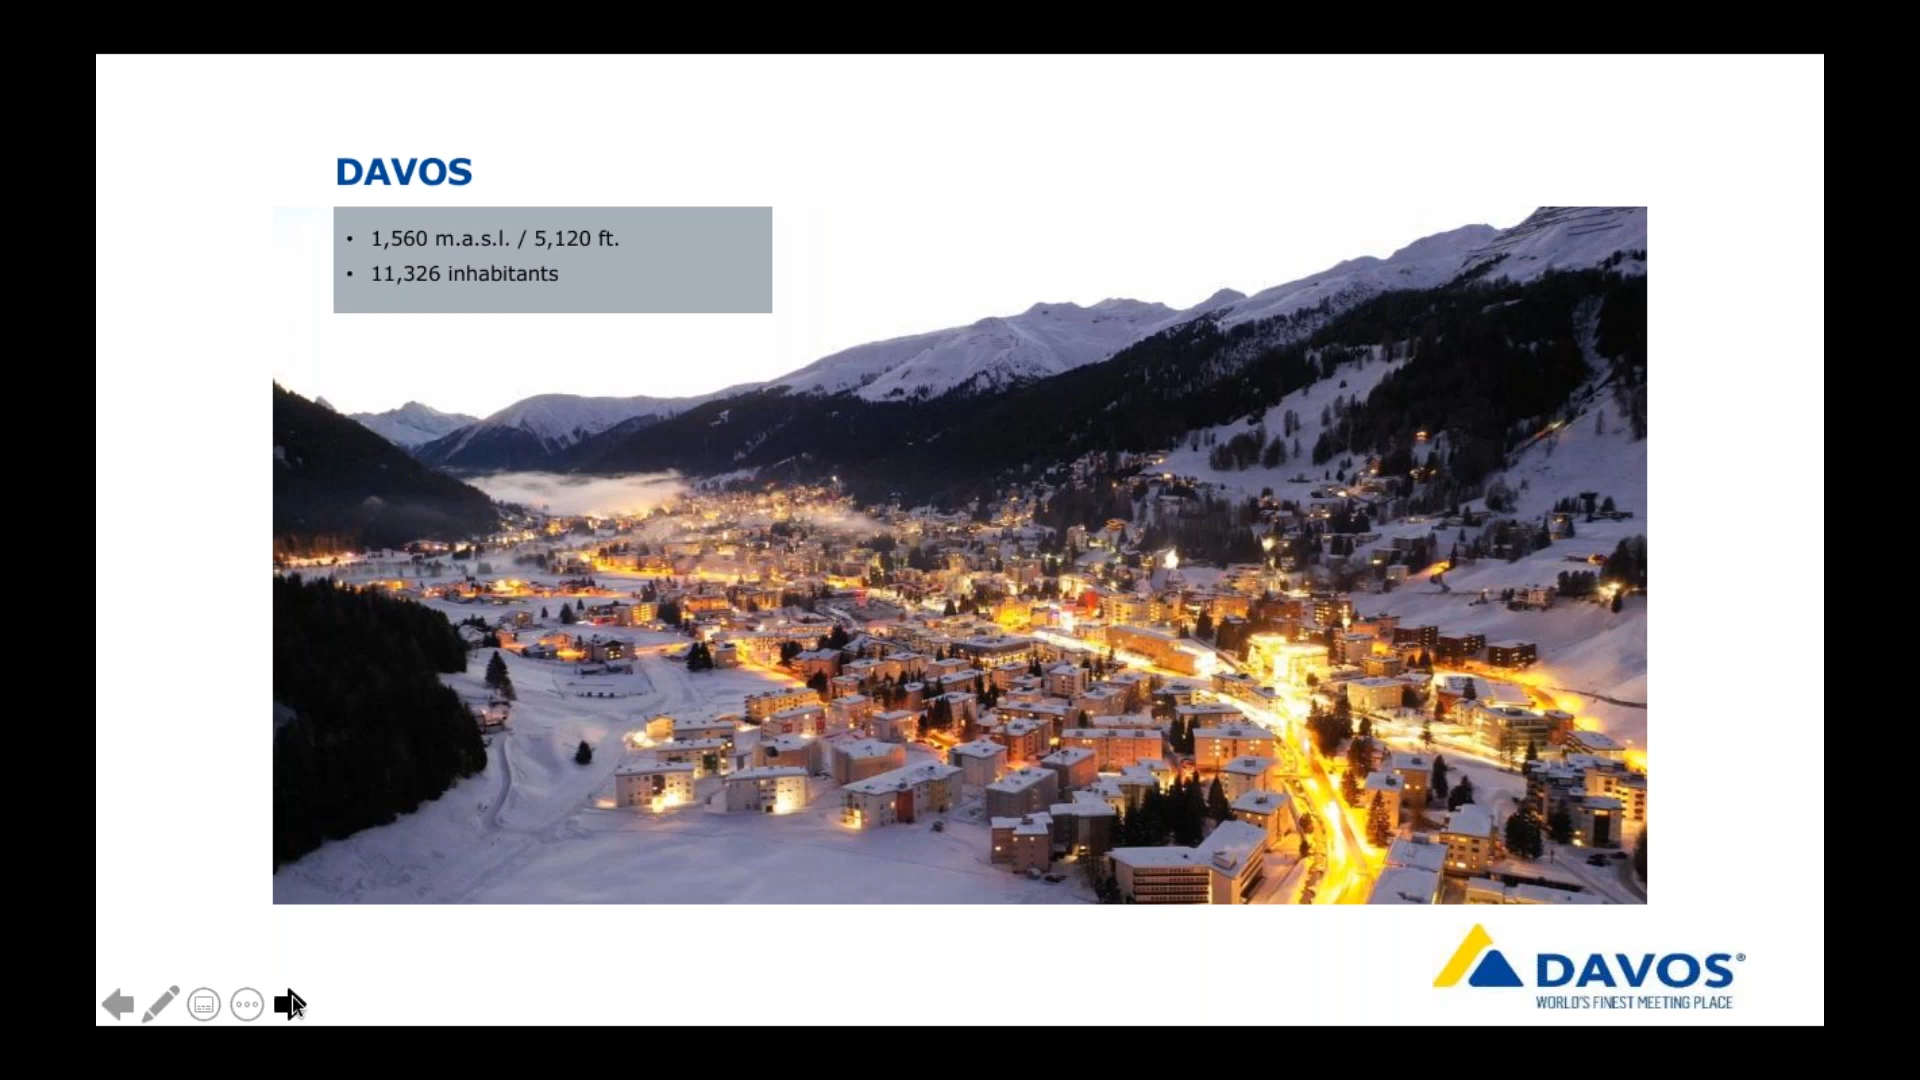 DAVOS
• 1,560 m.a.s.l. / 5,120 ft.
• 11,326 inhabitants
DAVOS®
WORLD'S FINEST MEETING PLACE